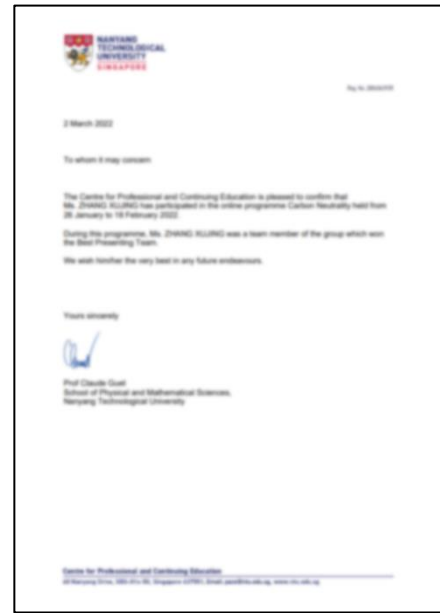 NANYANG
TECHNOLOGICAL
UNIVERSITY
SINGAPORE
2 March 2022
To whom it may concern
The Centre for Professional and Continuing Education is pleased to confirm that
Ms. ZHANG has participated in the online programme Carbon Neutrality held from
January to February 2022.
During this programme, Ms. ZHANG was a team member of the group which won
the Best Presenting Team.
We wish him/her the very best in any future endeavours.
Yours sincerely
Prof Claude Guet
School of Physical and Mathematical Sciences,
Nanyang Technological University
Centre for Professional and Continuing Education